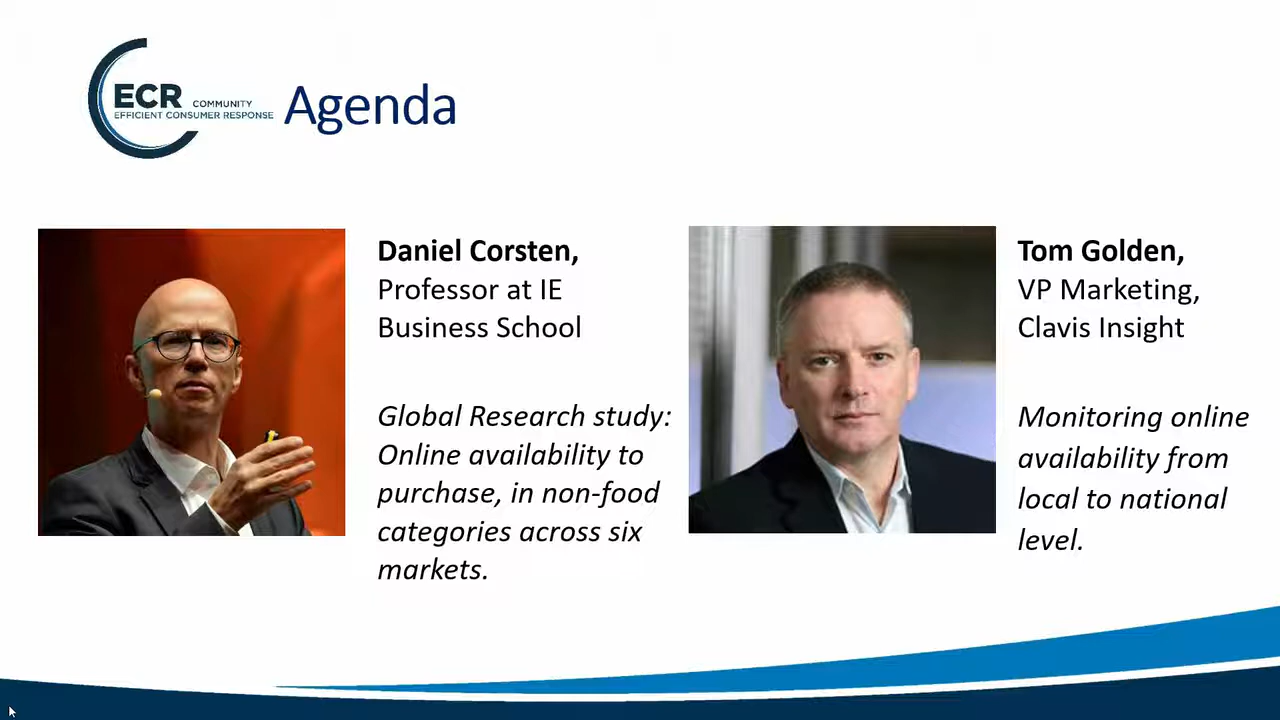 ECR COMMUNITY
EFFICIENT CONSUMER RESPONSE
Agenda
Daniel Corsten,
Professor at IE
Business School
Global Research study:
Online availability to
purchase, in non-food
categories across six
markets.
Tom Golden,
VP Marketing,
Clavis Insight
Monitoring online
availability from
local to national
level.